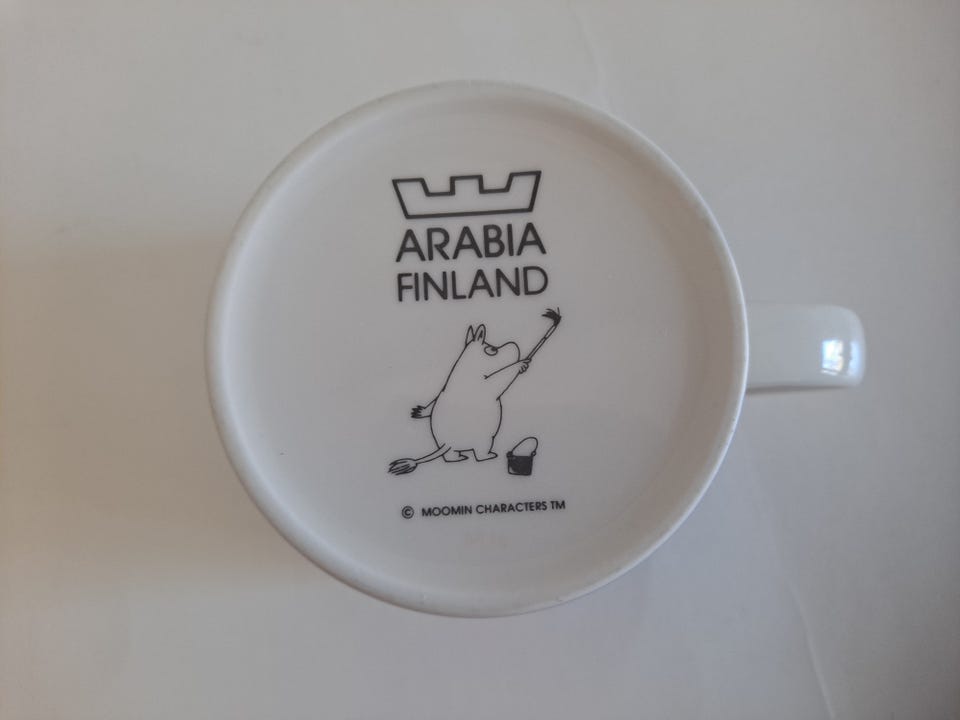 ARABIA
FINLAND
© MOOMIN CHARACTERS TM